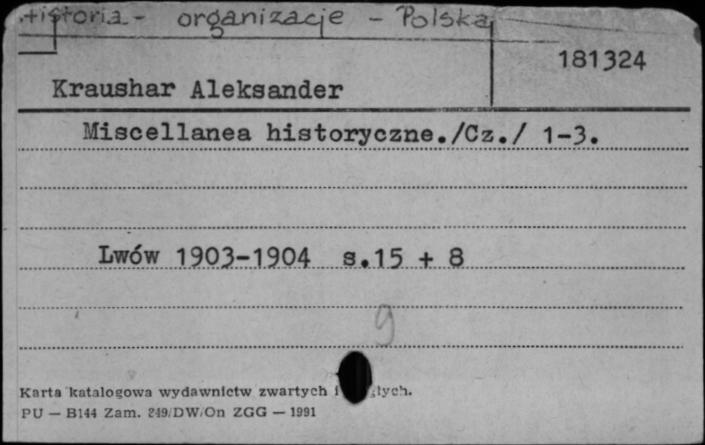 Historia - organizacje - Polska
181324
Kraushar Aleksander
Miscellanea historyczne./Cz./ 1-3.
Lwów 1903-1904 s.15 + 8
9
Karta katalogowa wydawnictw zwartych i
PU — B144 Zam. 249/DW/On ZGG — 1991